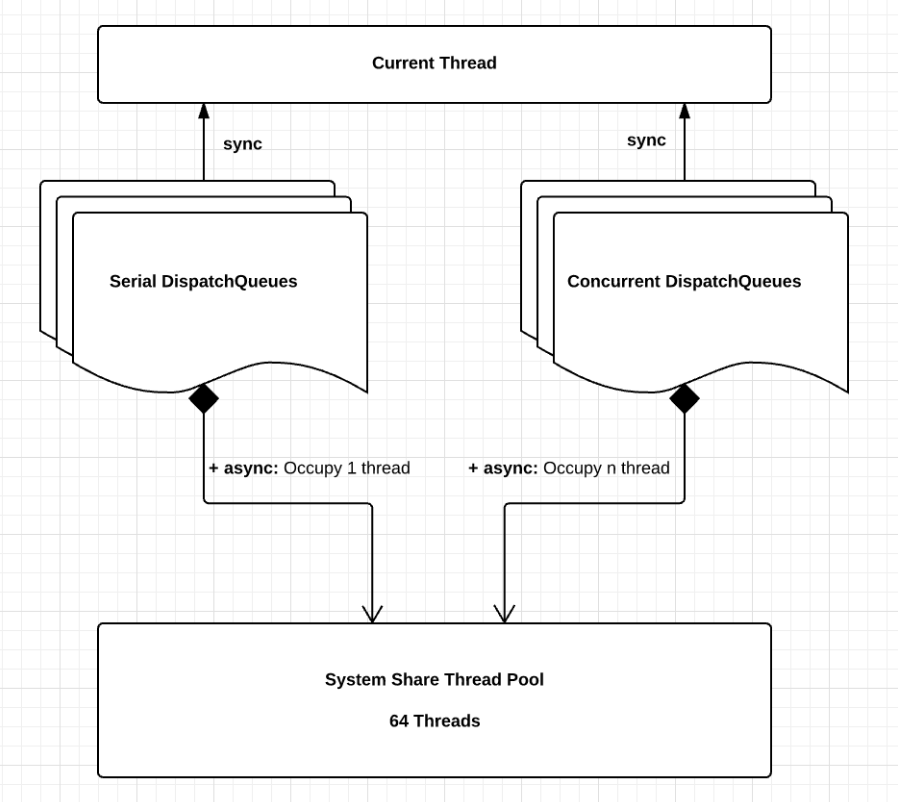 Current Thread
sync
sync
Serial DispatchQueues
Concurrent DispatchQueues
+ async: Occupy 1 thread
+ async: Occupy n thread
System Share Thread Pool
64 Threads